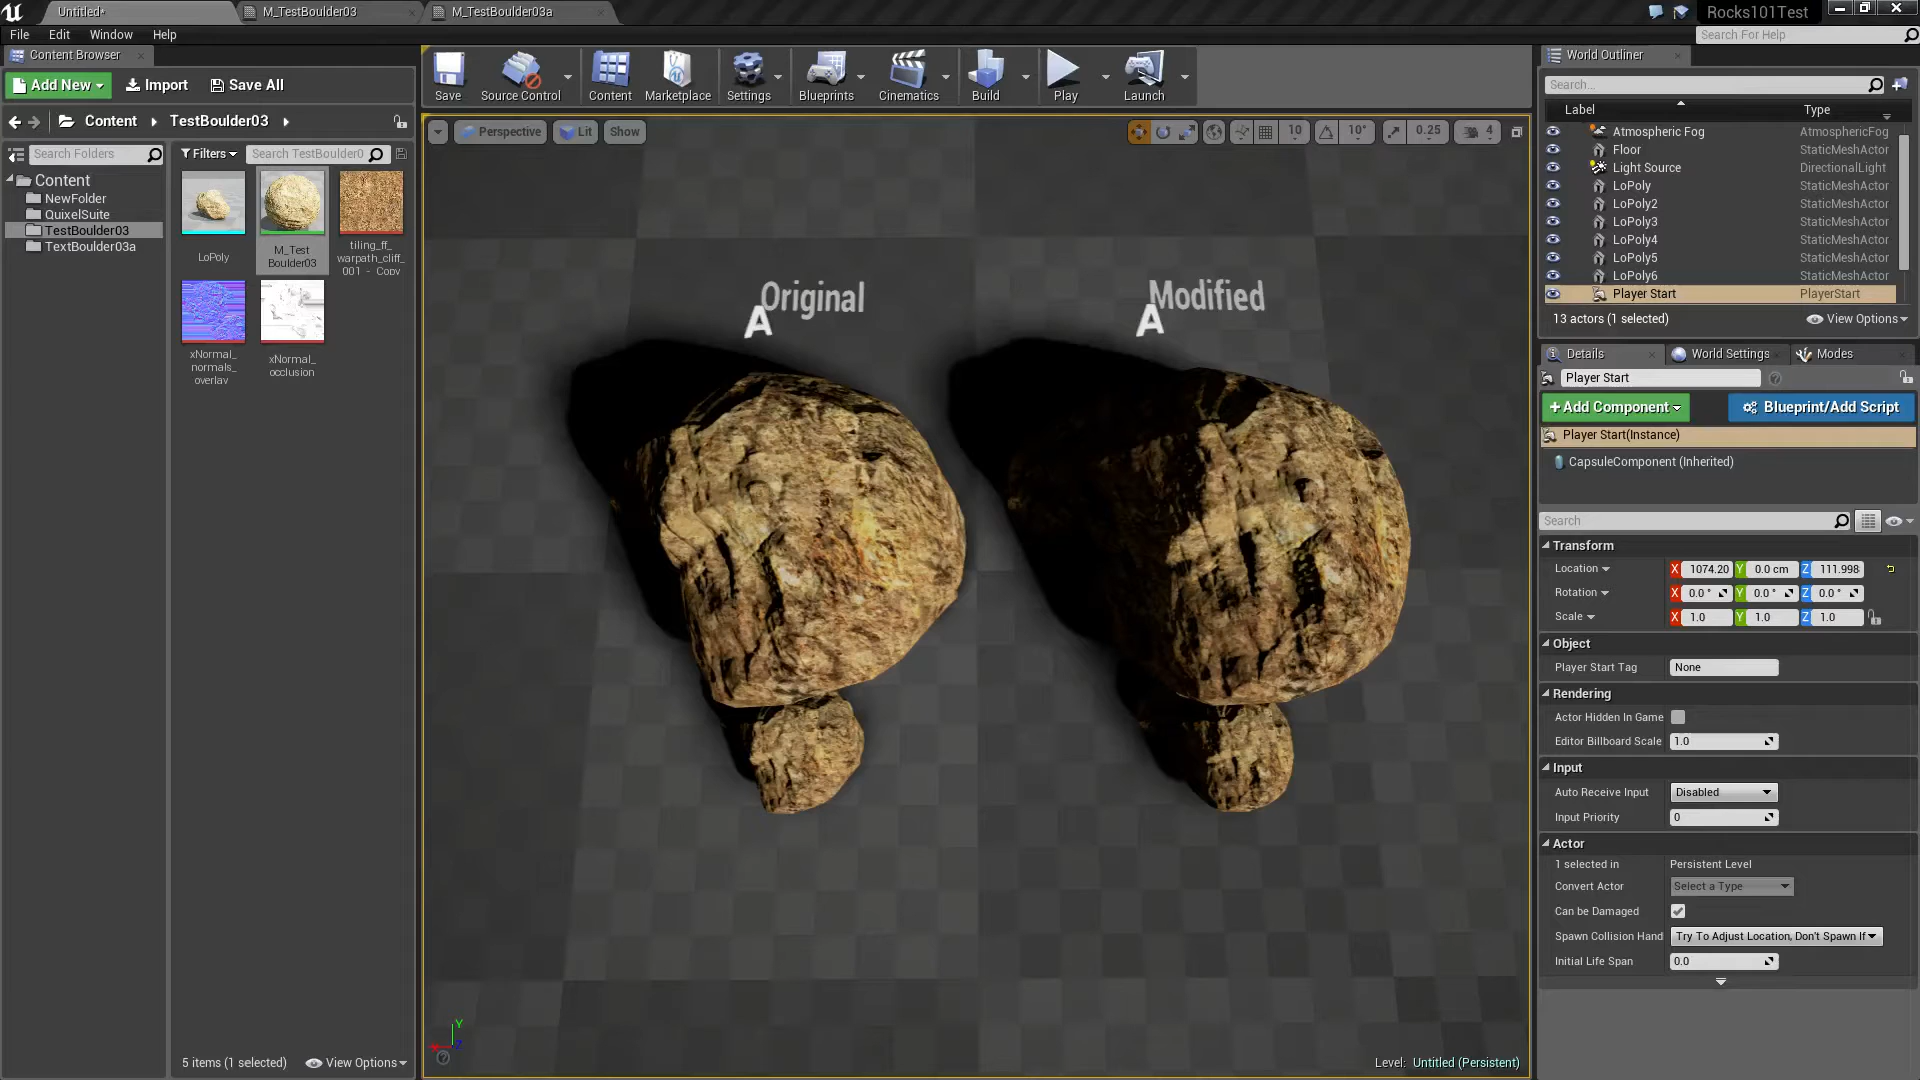 Untitled*
M_TestBoulder03
M_TestBoulder03a
Rocks101Test
File
Edit
Window
Help
Search For Help
Content Browser
Add New
Import
Save All
Content
TestBoulder03
Search Folders
Filters
Search TestBoulder0
Content
NewFolder
QuixelSuite
TestBoulder03
TextBoulder03a
LoPoly
M_Test
Boulder03
tiling_ff_
warpath_cliff_
001 - Copy
xNormal_
normals_
overlay
xNormal_
occlusion
5 items (1 selected)
View Options
Save
Source Control
Content
Marketplace
Settings
Blueprints
Cinematics
Build
Play
Launch
Perspective
Lit
Show
10
10°
0.25
4
Original
A
Modified
A
Y
X
Z
Level: Untitled (Persistent)
World Outliner
Search...
Label
Type
Atmospheric Fog
AtmosphericFog
Floor
StaticMeshActor
Light Source
DirectionalLight
LoPoly
StaticMeshActor
LoPoly2
StaticMeshActor
LoPoly3
StaticMeshActor
LoPoly4
StaticMeshActor
LoPoly5
StaticMeshActor
LoPoly6
StaticMeshActor
Player Start
PlayerStart
13 actors (1 selected)
View Options
Details
World Settings
Modes
Player Start
+Add Component
Blueprint/Add Script
Player Start(Instance)
CapsuleComponent (Inherited)
Search
Transform
Location
X 1074.20
Y 0.0 cm
Z 111.998
Rotation
X 0.0 °
Y 0.0 °
Z 0.0 °
Scale
X 1.0
Y 1.0
Z 1.0
Object
Player Start Tag
None
Rendering
Actor Hidden In Game
Editor Billboard Scale
1.0
Input
Auto Receive Input
Disabled
Input Priority
0
Actor
1 selected in
Persistent Level
Convert Actor
Select a Type
Can be Damaged
Spawn Collision Hand
Try To Adjust Location, Don't Spawn If
Initial Life Span
0.0